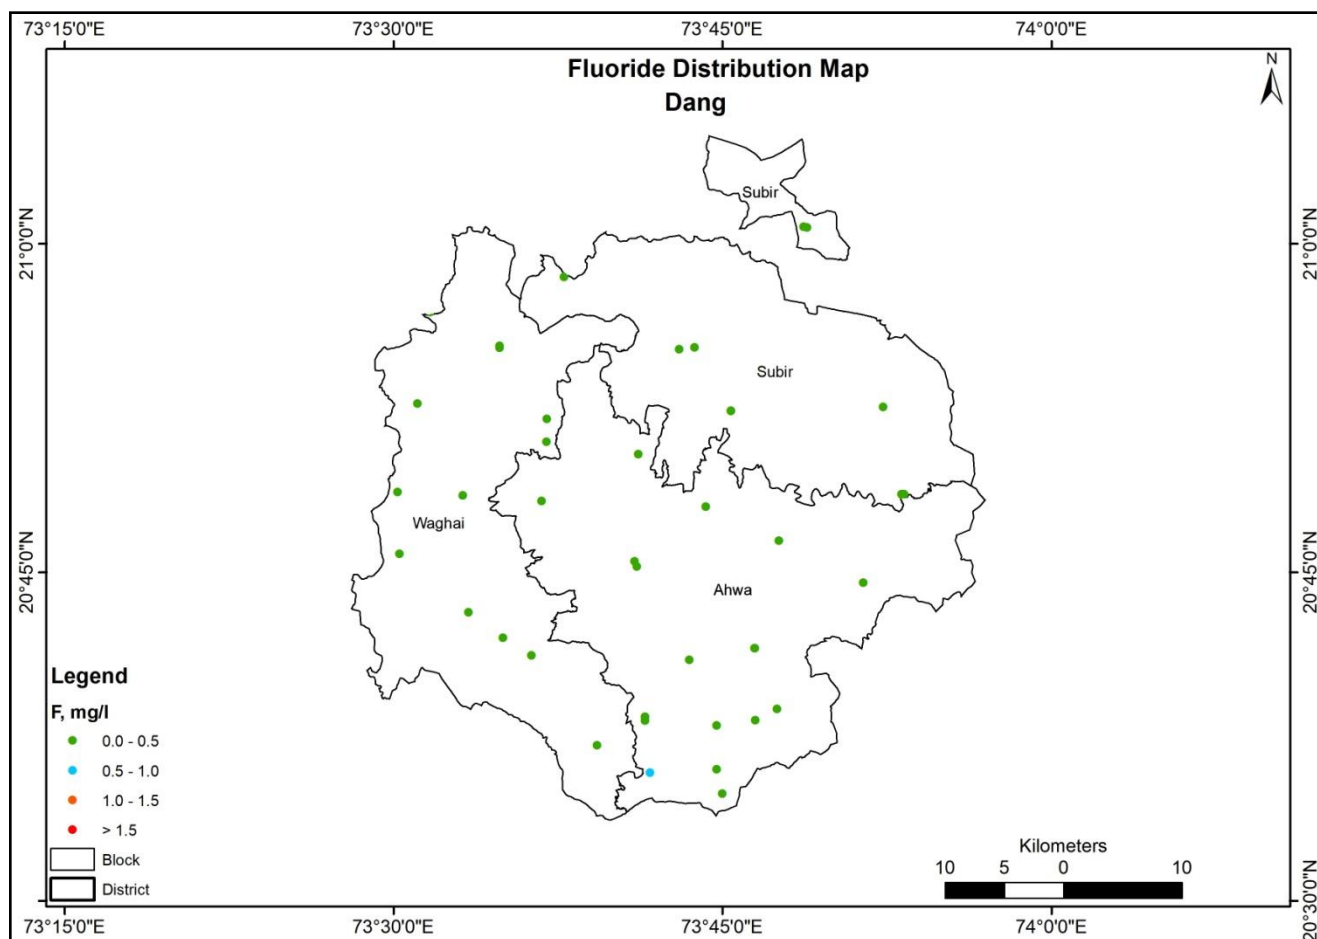 73°15'0"E 73°30'0"E 73°45'0"E 74°0'0"E
Fluoride Distribution Map
Dang
N
Subir
21°0'0"N 21°0'0"N
Subir
Waghai
20°45'0"N 20°45'0"N
Ahwa
Legend
F, mg/l
0.0 - 0.5
0.5 - 1.0
1.0 - 1.5
> 1.5
Block
District
Kilometers
10 5 0 10
20°30'0"N
73°15'0"E 73°30'0"E 73°45'0"E 74°0'0"E